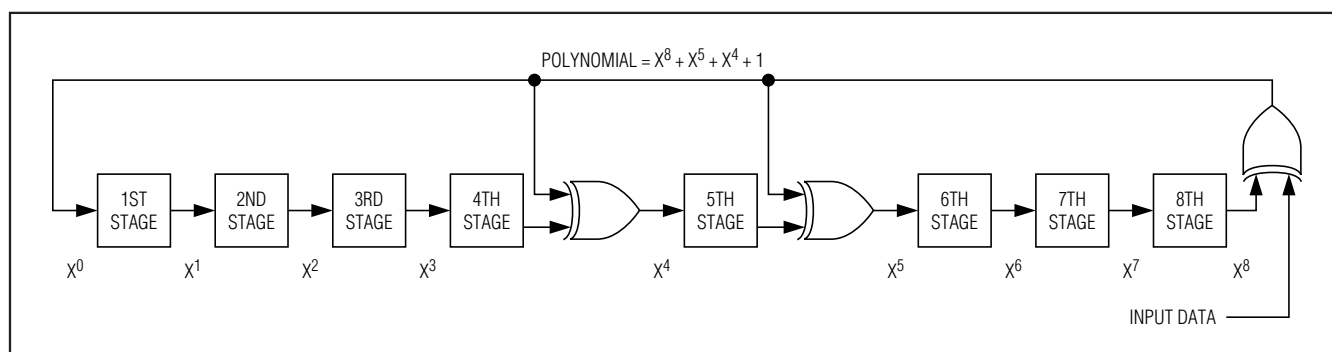 POLYNOMIAL = X⁸ + X⁵ + X⁴ + 1
1ST
STAGE
2ND
STAGE
3RD
STAGE
4TH
STAGE
5TH
STAGE
6TH
STAGE
7TH
STAGE
8TH
STAGE
X⁰ X¹ X² X³ X⁴ X⁵ X⁶ X⁷ X⁸
INPUT DATA